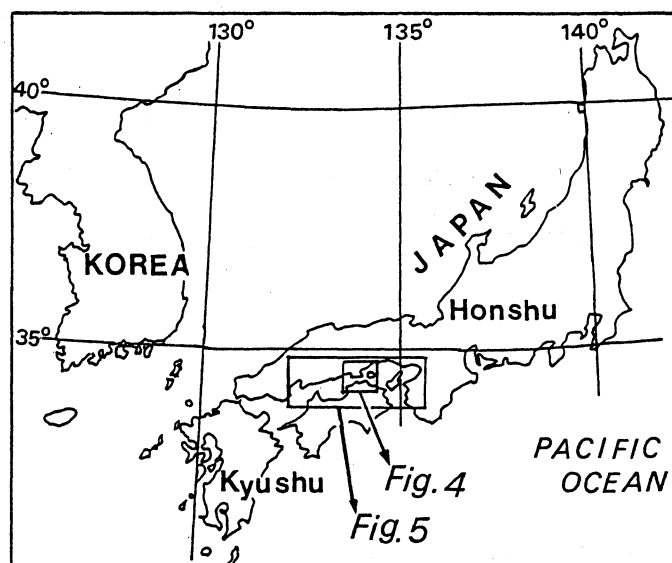 130°
135°
140°
40°
JAPAN
KOREA
Honshu
35°
PACIFIC
OCEAN
Kyushu
Fig.4
Fig.5